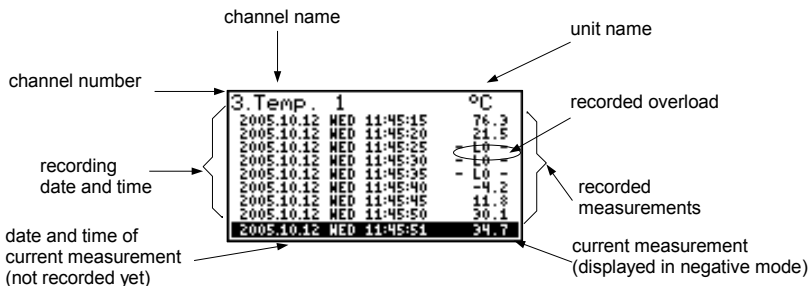 channel name
unit name
channel number
recorded overload
3.Temp. 1 °C
2005.10.12 WED 11:45:15 76.3
2005.10.12 WED 11:45:20 21.5
2005.10.12 WED 11:45:25 - LO -
2005.10.12 WED 11:45:30 - LO -
2005.10.12 WED 11:45:35 - LO -
2005.10.12 WED 11:45:40 -4.2
2005.10.12 WED 11:45:45 11.8
2005.10.12 WED 11:45:50 30.1
2005.10.12 WED 11:45:51 34.7
recording
date and time
recorded
measurements
date and time of
current measurement
(not recorded yet)
current measurement
(displayed in negative mode)